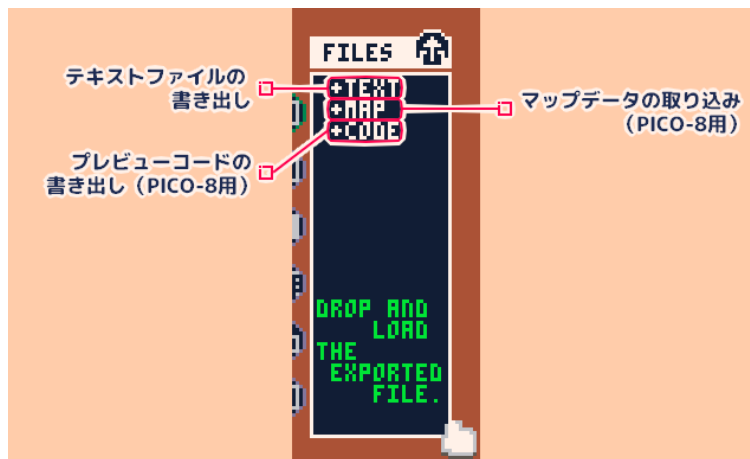 FILES
テキストファイルの
書き出し
+TEXT
+MAP
+CODE
マップデータの取り込み
(PICO-8用)
プレビューコードの
書き出し（PICO-8用）
DROP AND
LOAD
THE
EXPORTED
FILE.